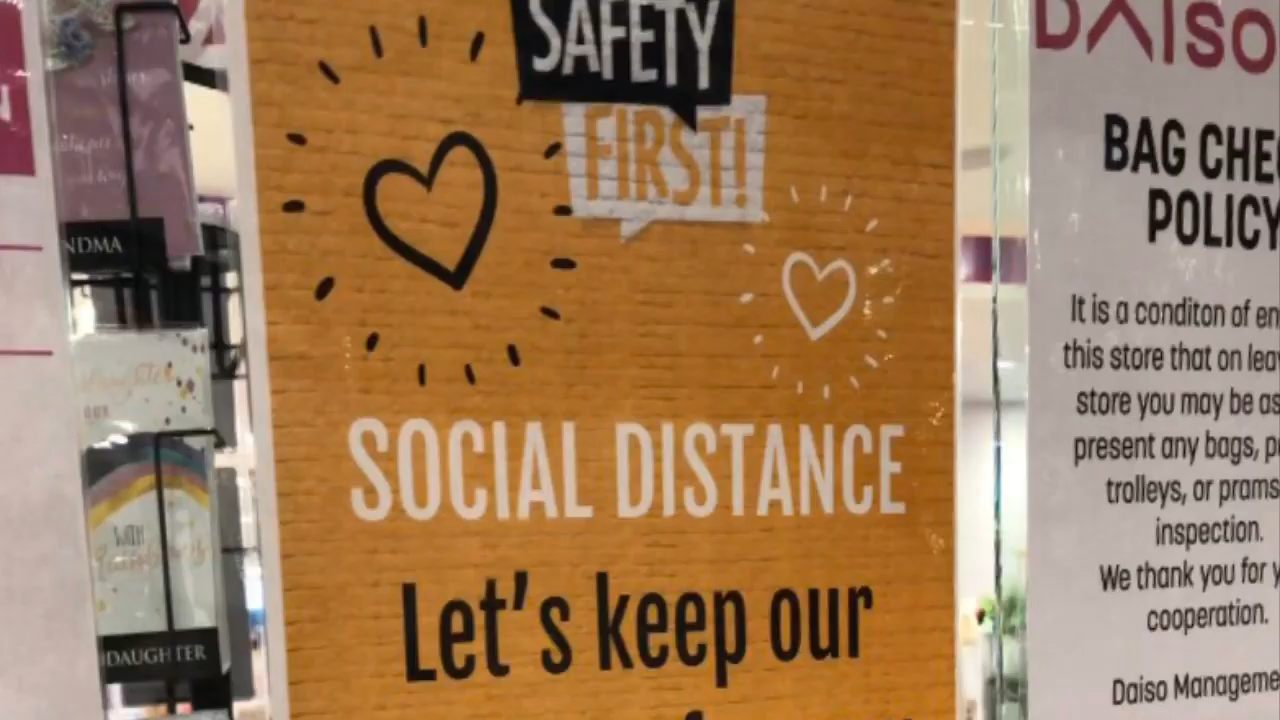 SAFETY
FIRST!
SOCIAL DISTANCE
Let's keep our
DAISO
BAG CHE
POLICY
It is a conditon of en
this store that on lea
store you may be as
present any bags, p
trolleys, or prams
inspection.
We thank you for y
cooperation.
Daiso Manageme
NDMA
WITH
DAUGHTER